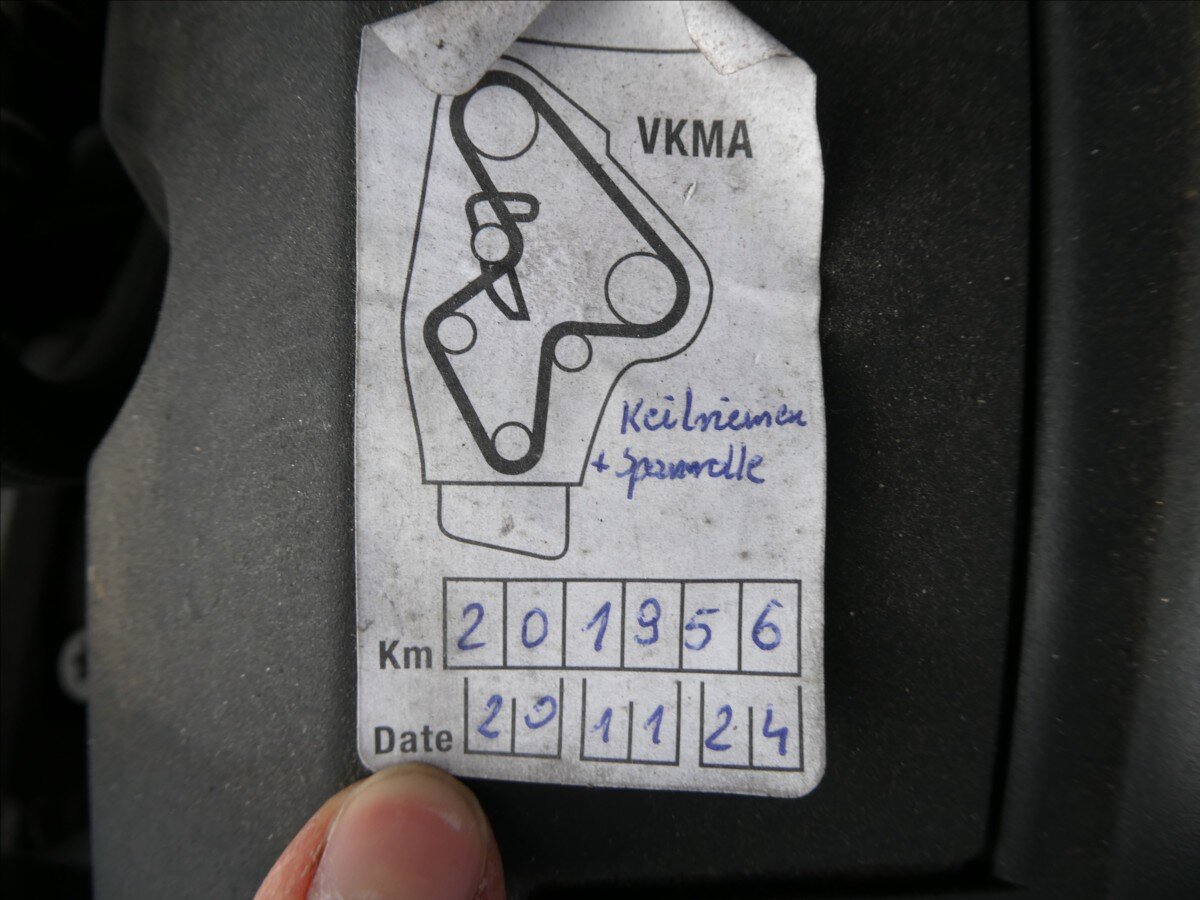 VKMA
Keilriemen
+ Spannrolle
Km 201956
Date 20 11 24